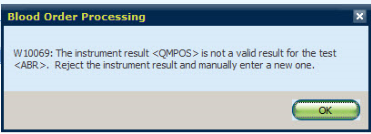 Blood Order Processing
W10069: The instrument result <QMPOS> is not a valid result for the test
<ABR>. Reject the instrument result and manually enter a new one.
OK